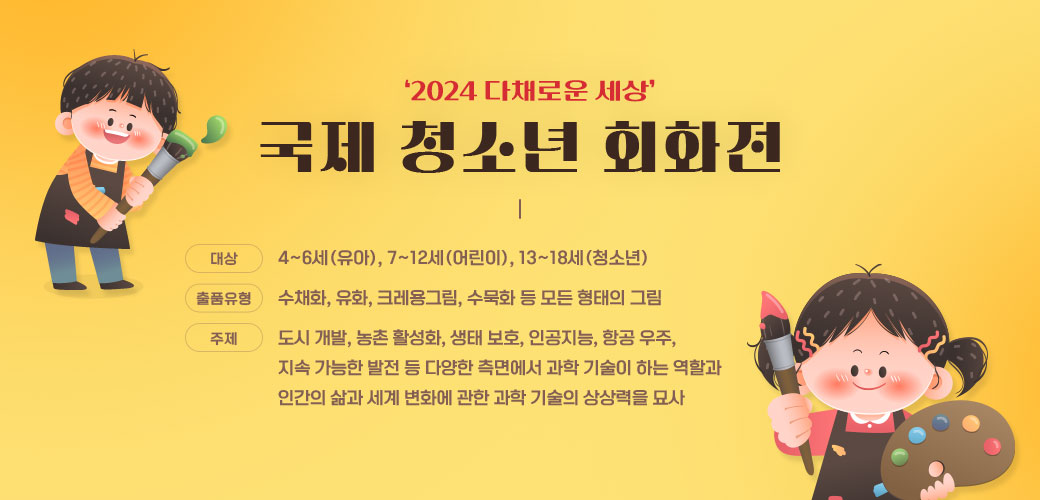 '2024 다채로운 세상'
국제 청소년 회화전
대상 4~6세(유아), 7~12세(어린이), 13~18세(청소년)
출품유형 수채화, 유화, 크레용그림, 수묵화 등 모든 형태의 그림
주제 도시 개발, 농촌 활성화, 생태 보호, 인공지능, 항공 우주,
지속 가능한 발전 등 다양한 측면에서 과학 기술이 하는 역할과
인간의 삶과 세계 변화에 관한 과학 기술의 상상력을 묘사